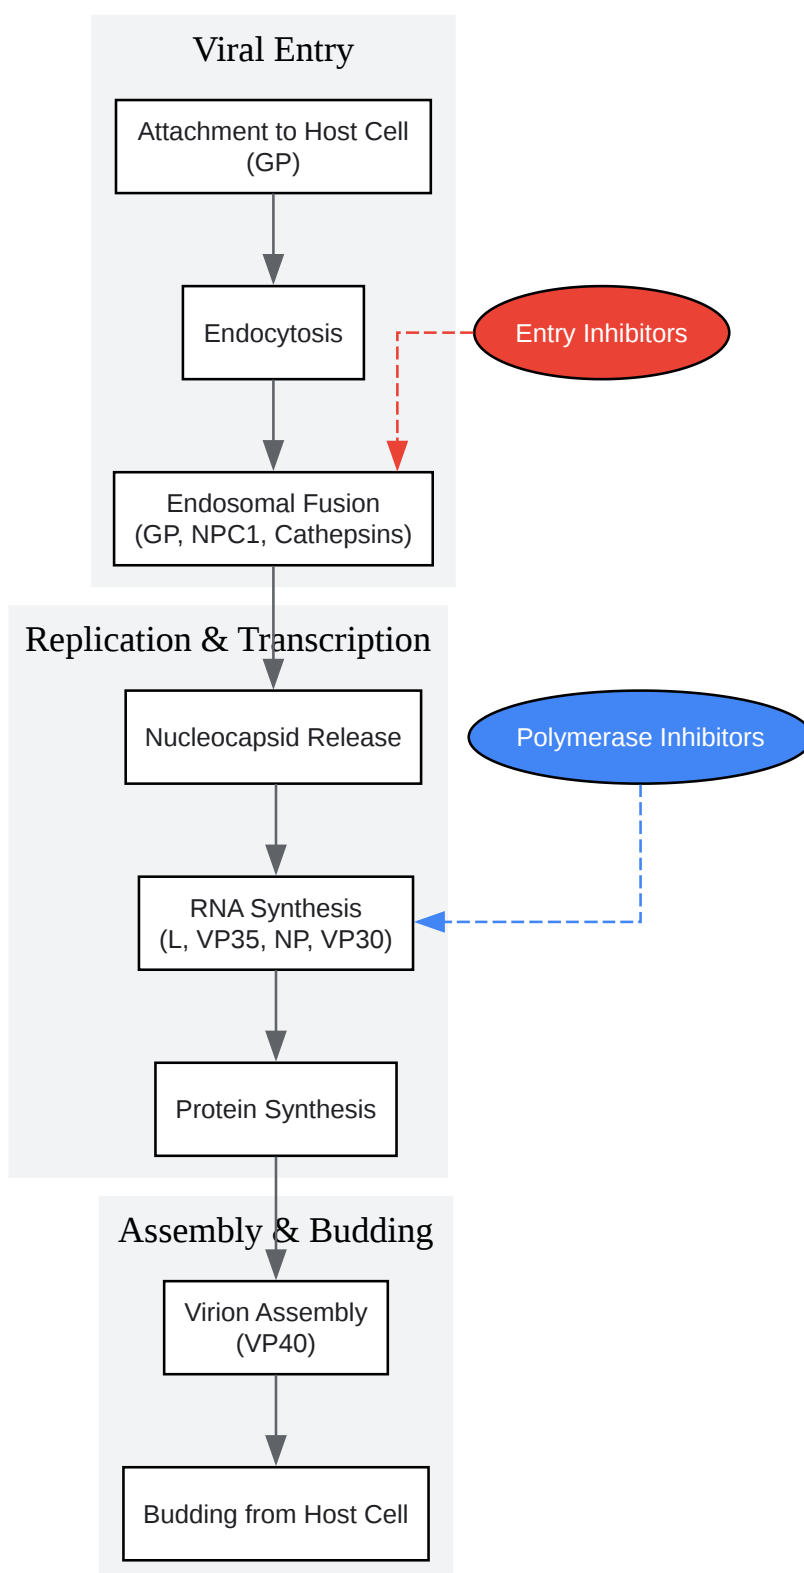 Viral Entry
Attachment to Host Cell
(GP)
Endocytosis
Entry Inhibitors
Endosomal Fusion
(GP, NPC1, Cathepsins)
Replication & Transcription
Nucleocapsid Release
Polymerase Inhibitors
RNA Synthesis
(L, VP35, NP, VP30)
Protein Synthesis
Assembly & Budding
Virion Assembly
(VP40)
Budding from Host Cell